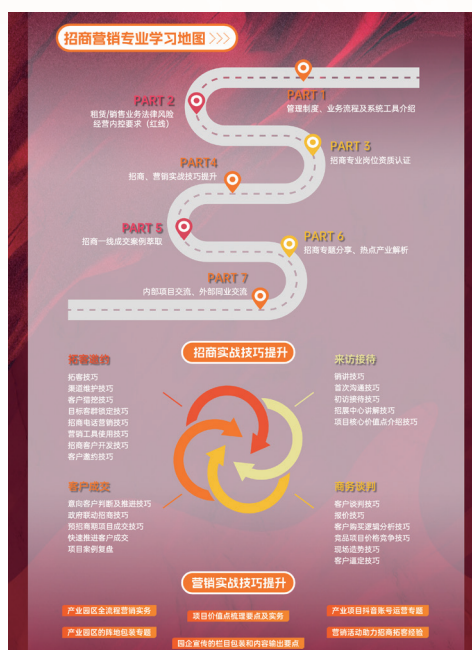 招商营销专业学习地图 >>>
PART 1
管理制度、业务流程及系统工具介绍
PART 2
租赁/销售业务法律风险
经营内控要求（红线）
PART 3
招商专业岗位资质认证
PART4
招商、营销实战技巧提升
PART 5
招商一线成交案例萃取
PART 6
招商专题分享、热点产业解析
PART 7
内部项目交流、外部同业交流
招商实战技巧提升
拓客邀约
拓客技巧
渠道维护技巧
客户慢控技巧
目标客群锁定技巧
招商电话营销技巧
营销工具使用技巧
招商客户开发技巧
客户邀约技巧
来访接待
销讲技巧
首次沟通技巧
初访接待技巧
招展中心讲解技巧
项目核心价值点介绍技巧
客户成交
意向客户判断及推进技巧
政府联动招商技巧
预招商期项目成交技巧
快速推进客户成交
项目案例复盘
商务谈判
客户谈判技巧
报价技巧
客户购买逻辑分析技巧
竞品项目价格竞争技巧
现场造势技巧
客户逼定技巧
营销实战技巧提升
产业园区全流程营销实务
项目价值点梳理要点及实务
产业项目抖音账号运营专题
产业园区的阵地包装专题
营销活动助力招商拓客经验
园企宣传的栏目包装和内容输出要点